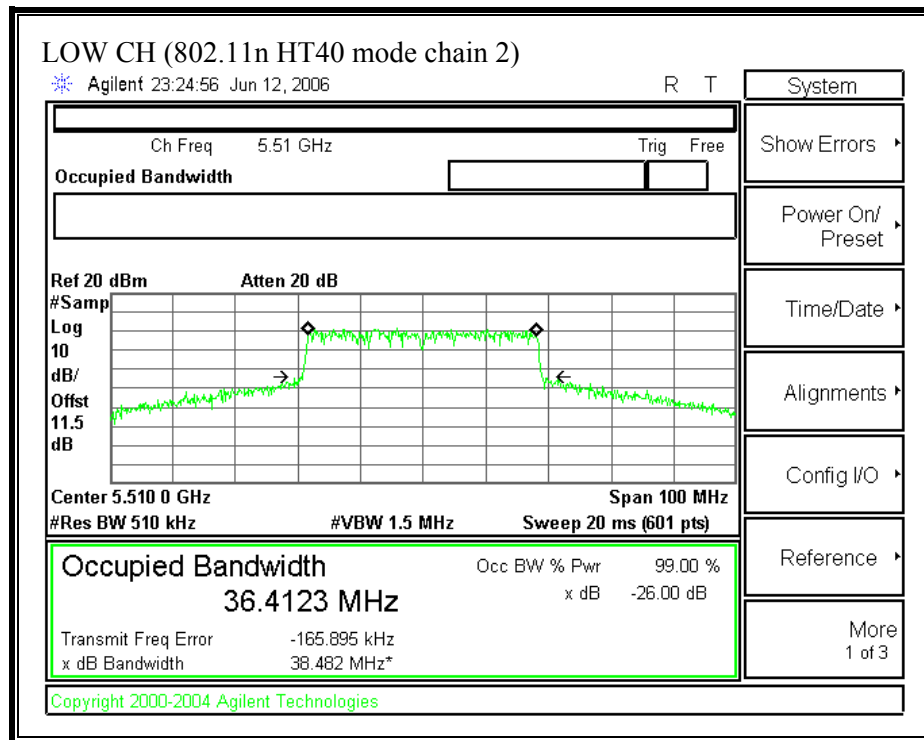 LOW CH (802.11n HT40 mode chain 2)
Agilent 23:24:56 Jun 12, 2006 R T
System
Ch Freq 5.51 GHz Trig Free
Occupied Bandwidth
Show Errors
Power On/
Preset
Time/Date
Alignments
Config I/O
Reference
More
1 of 3
Ref 20 dBm Atten 20 dB
#Samp
Log
10
dB/
Offst
11.5
dB
Center 5.510 0 GHz Span 100 MHz
#Res BW 510 kHz #VBW 1.5 MHz Sweep 20 ms (601 pts)
Occupied Bandwidth
36.4123 MHz
Occ BW % Pwr 99.00 %
x dB -26.00 dB
Transmit Freq Error -165.895 kHz
x dB Bandwidth 38.482 MHz*
Copyright 2000-2004 Agilent Technologies